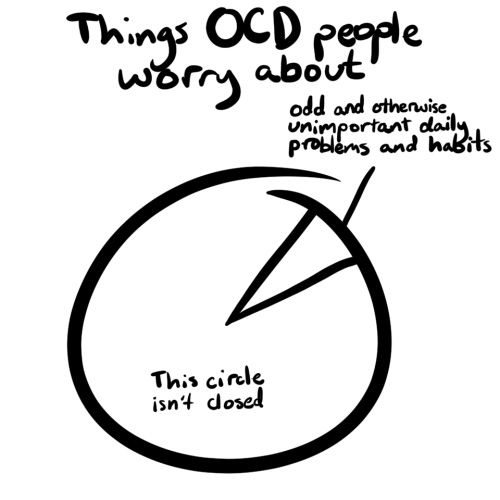 Things OCD people
worry about
odd and otherwise
unimportant daily
problems and habits
This circle
isn't closed